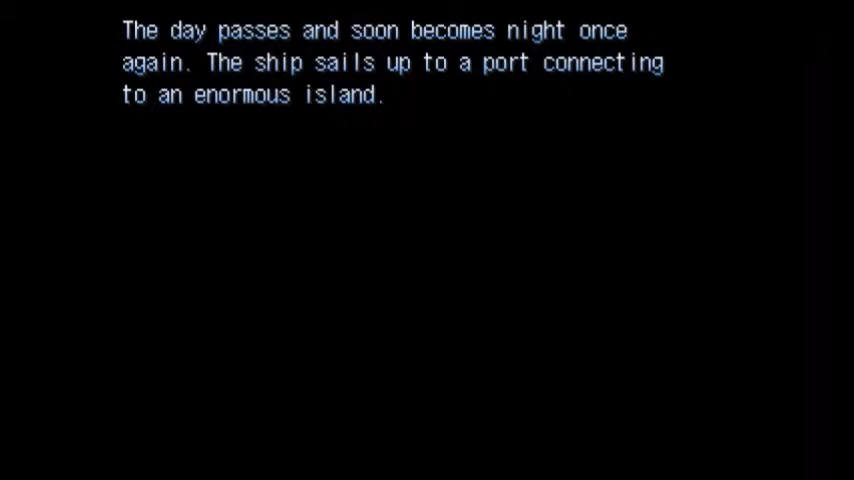 The day passes and soon becomes night once
again. The ship sails up to a port connecting
to an enormous island.